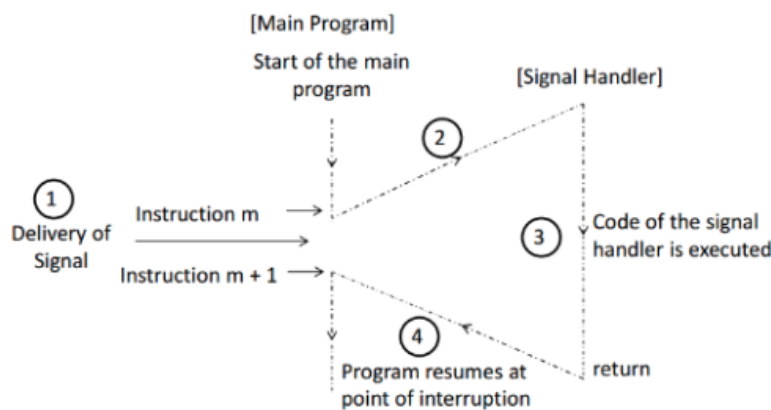 [Main Program]
Start of the main
program
[Signal Handler]
2
1
Delivery of
Signal
Instruction m
3
Code of the signal
handler is executed
Instruction m + 1
4
Program resumes at
point of interruption
return